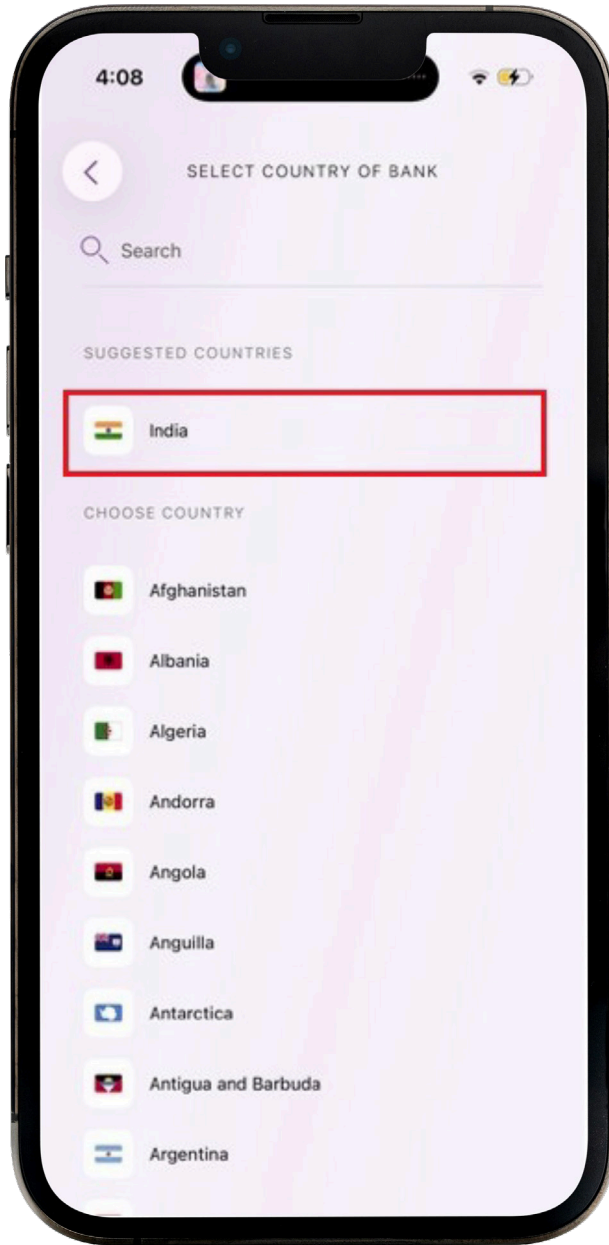 4:08
SELECT COUNTRY OF BANK
Search
SUGGESTED COUNTRIES
India
CHOOSE COUNTRY
Afghanistan
Albania
Algeria
Andorra
Angola
Anguilla
Antarctica
Antigua and Barbuda
Argentina